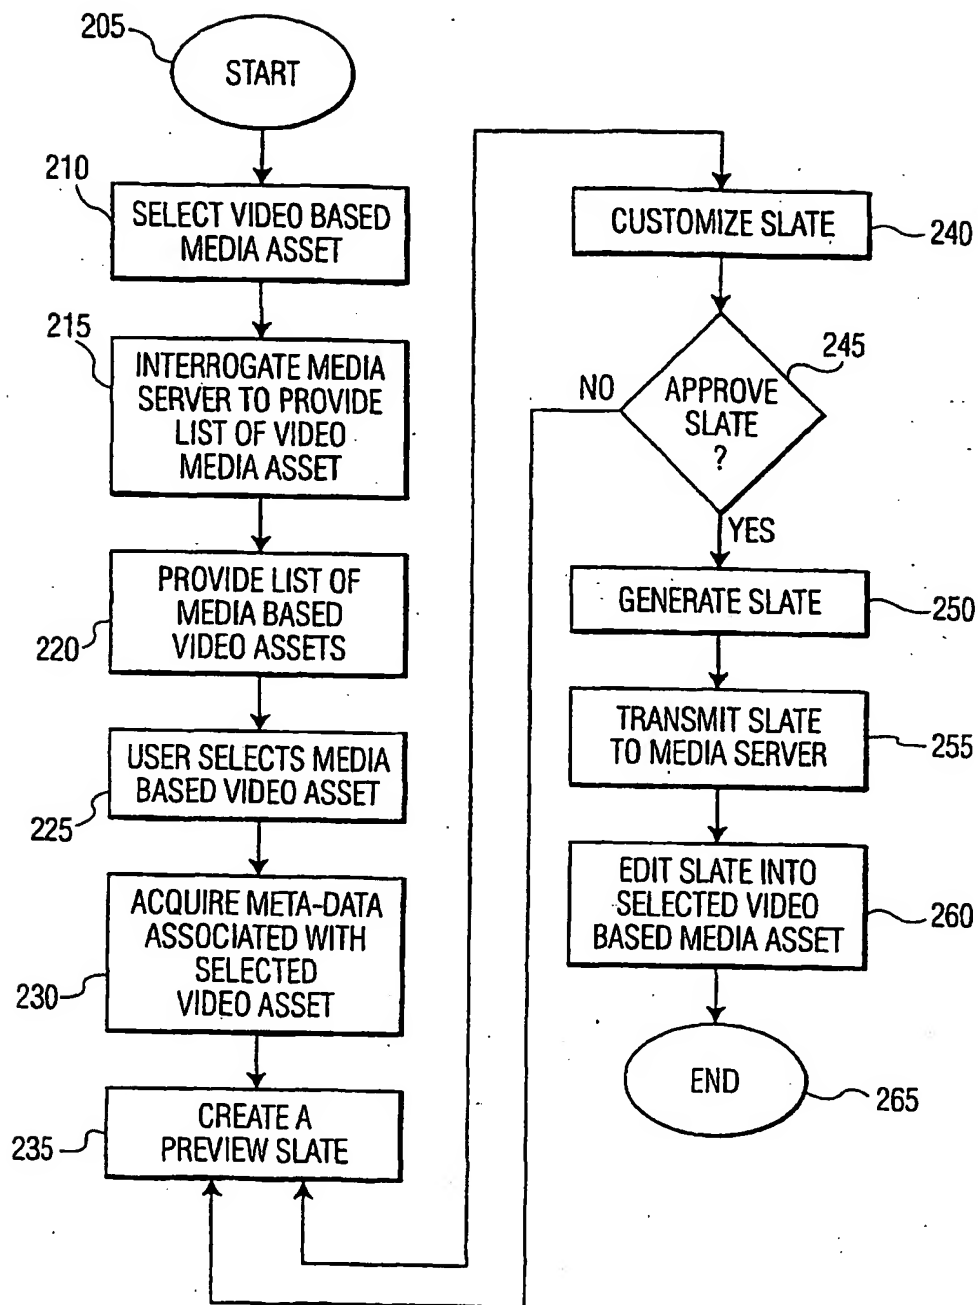 205
START
210
SELECT VIDEO BASED
MEDIA ASSET
215
INTERROGATE MEDIA
SERVER TO PROVIDE
LIST OF VIDEO
MEDIA ASSET
PROVIDE LIST OF
MEDIA BASED
VIDEO ASSETS
220
USER SELECTS MEDIA
BASED VIDEO ASSET
225
ACQUIRE META-DATA
ASSOCIATED WITH
SELECTED
VIDEO ASSET
230
CREATE A
PREVIEW SLATE
235
CUSTOMIZE SLATE
240
245
NO
APPROVE
SLATE
?
YES
GENERATE SLATE
250
TRANSMIT SLATE
TO MEDIA SERVER
255
EDIT SLATE INTO
SELECTED VIDEO
BASED MEDIA ASSET
260
END
265